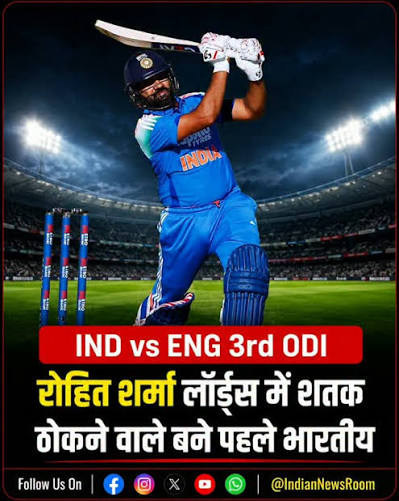 INDIA
IND vs ENG 3rd ODI
रोहित शर्मा लॉर्ड्स में शतक
ठोकने वाले बने पहले भारतीय
Follow Us On
@IndianNewsRoom